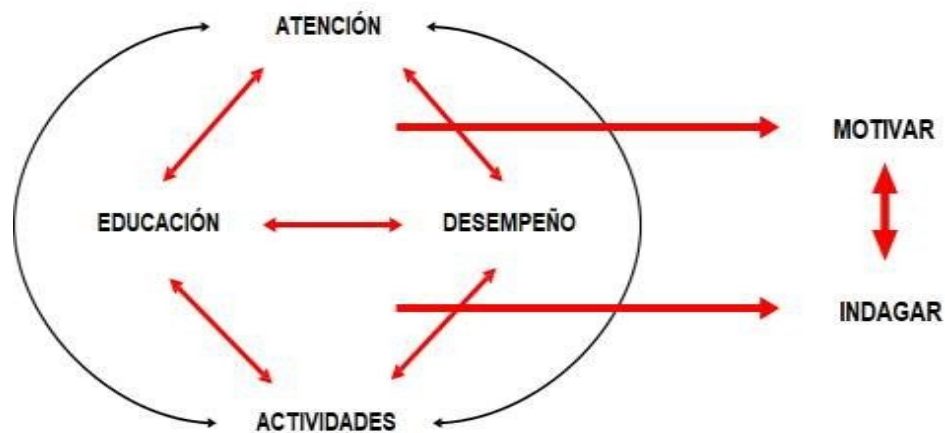 ATENCIÓN
MOTIVAR
EDUCACIÓN
DESEMPEÑO
INDAGAR
ACTIVIDADES